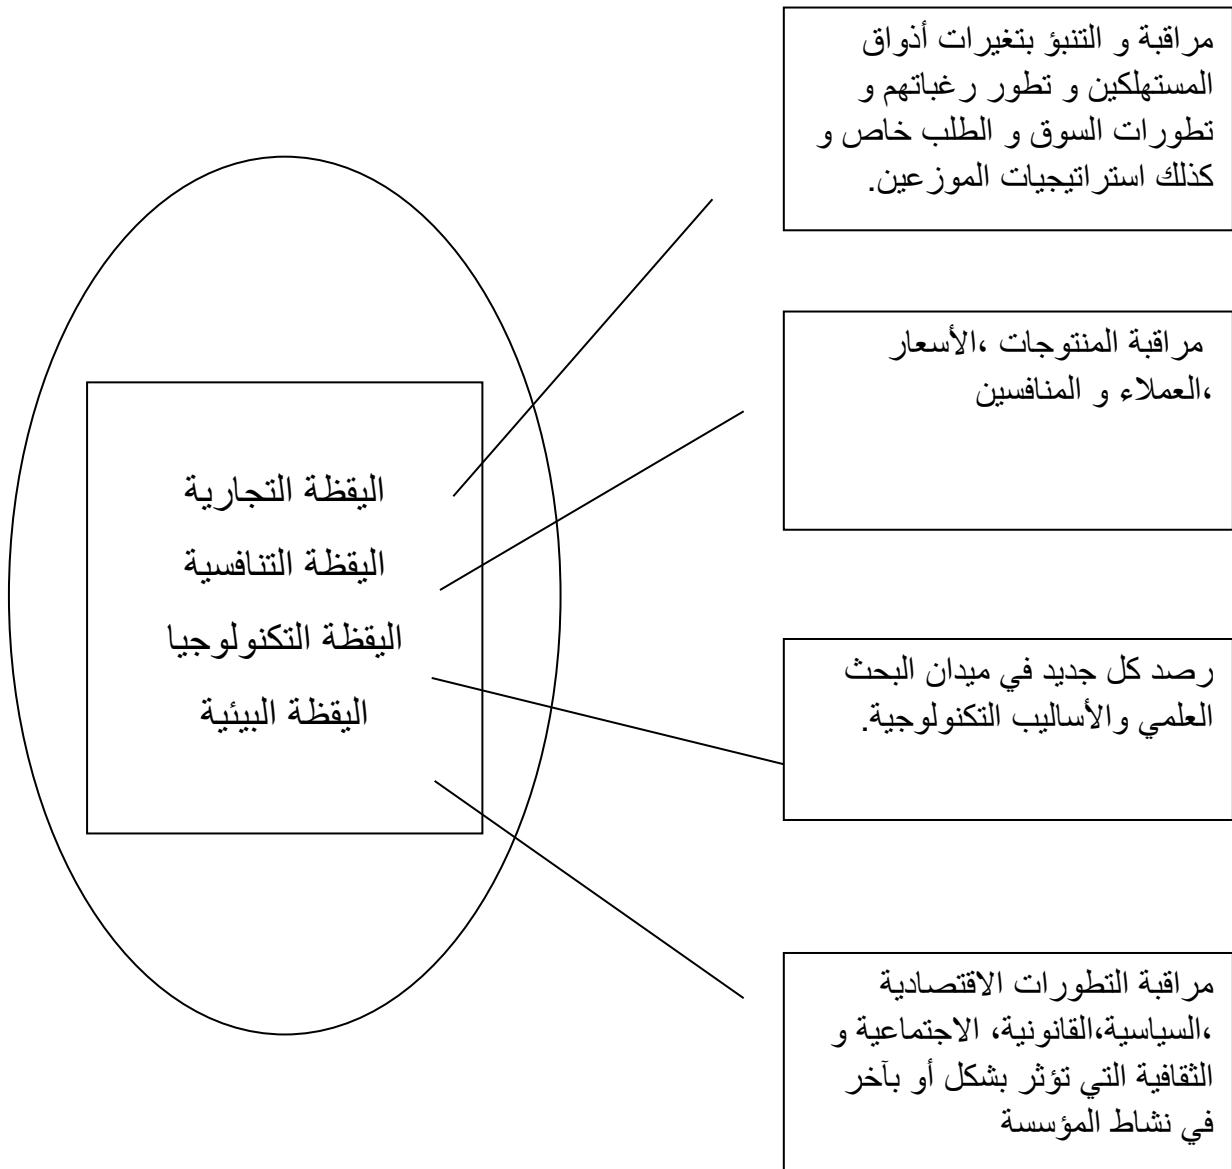 مراقبة و التنبؤ بتغيرات أذواق
المستهلكين و تطور رغباتهم و
تطورات السوق و الطلب خاص و
كذلك استراتيجيات الموزعين.
مراقبة المنتوجات ،الأسعار
،العملاء و المنافسين
اليقظة التجارية
اليقظة التنافسية
اليقظة التكنولوجيا
اليقظة البيئية
رصد كل جديد في ميدان البحث
العلمي والأساليب التكنولوجية.
مراقبة التطورات الاقتصادية
،السياسية،القانونية، الاجتماعية و
الثقافية التي تؤثر بشكل أو بآخر
في نشاط المؤسسة